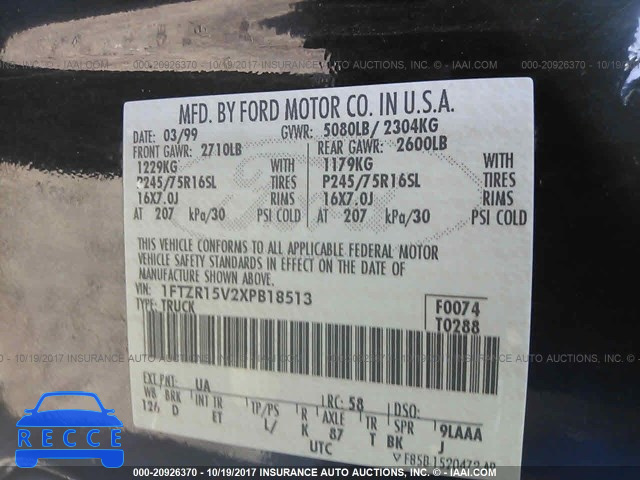 000-20926370 - 10/19/2017 INSURANCE AUTO AUCTIONS, INC. - © IAAI.COM
MFD. BY FORD MOTOR CO. IN U.S.A.
DATE 03/99 GVWR: 5080LB/ 2304KG
FRONT GAWR: 2710LB REAR GAWR: 2600LB
1229KG WITH 1179KG WITH
P245/75R16SL TIRES P245/75R16SL TIRES
16X7.0J RIMS 16X7.0J RIMS
AT 207 kPa/30 PSI COLD AT 207 kPa/30 PSI COLD
THIS VEHICLE CONFORMS TO ALL APPLICABLE FEDERAL MOTOR
VEHICLE SAFETY STANDARDS IN EFFECT ON THE DATE OF
MANUFACTURE SHOWN ABOVE.
VIN: 1FTZR15V2XPB18513 F0074
TYPE: TRUCK T0288
EXT PNT: UA RC: 58 DSO:
WB BRK INT TR TP/PS R AXLE TR SPR 9LAAA
126 D ET L/ K 87 T BK J
UTC
RECCE
000-20926370 - 10/19/2017 INSURANCE AUTO AUCTIONS, INC. - © IAAI.COM